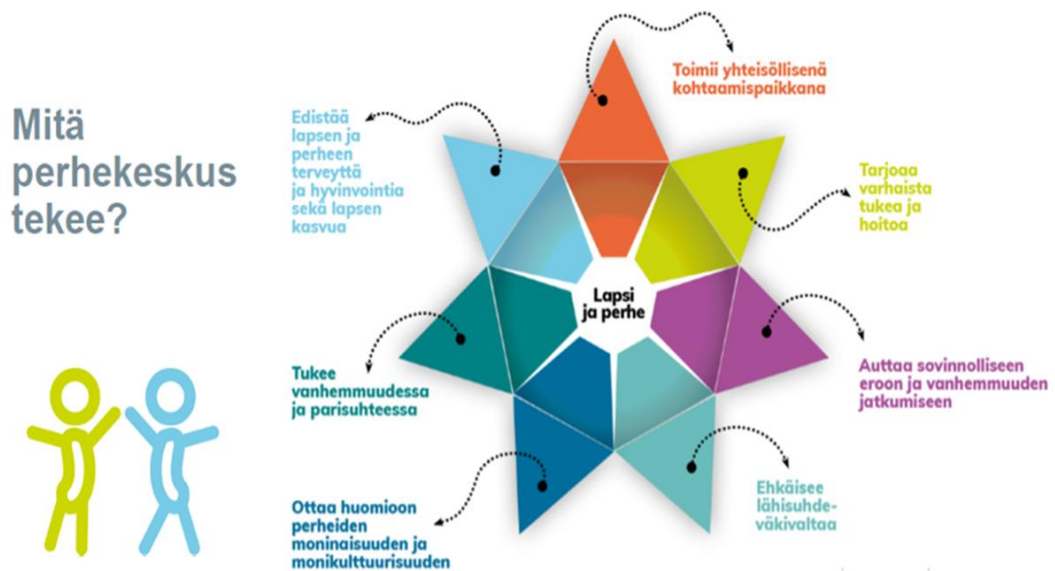 Mitä
perhekeskus
tekee?
Toimii yhteisöllisenä
kohtaamispaikkana
Tarjoaa
varhaista
tukea ja
hoitoa
Auttaa sovinnolliseen
eroon ja vanhemmuuden
jatkumiseen
Ehkäisee
lähisuhde-
väkivaltaa
Ottaa huomioon
perheiden
moninaisuuden ja
monikulttuurisuuden
Tukee
vanhemmuudessa
ja parisuhteessa
Edistää
lapsen ja
perheen
terveyttä
ja hyvinvointia
sekä lapsen
kasvua
Lapsi
ja perhe